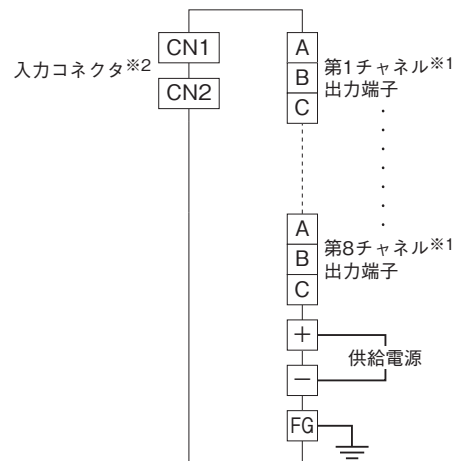 入力コネクタ※2
CN1
CN2
A
B
C
第1チャネル※1
出力端子
A
B
C
第8チャネル※1
出力端子
+
−
供給電源
FG